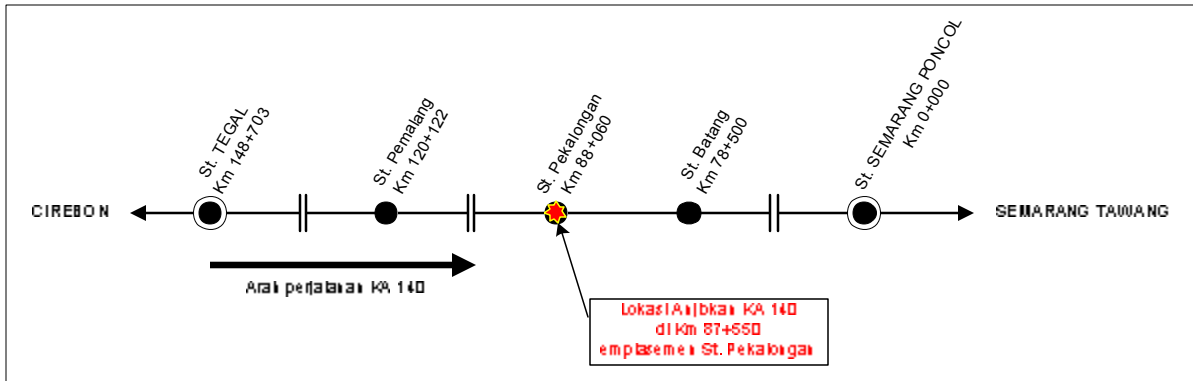 St. TEGAL
Km 148+703
St. Pemalang
Km 120+122
St. Pekalongan
Km 88+060
St. Batang
Km 78+500
St. SEMARANG PONCOL
Km 0+000
CIREBON
SEMARANG TAWANG
Arah perjalanan KA 140
Lokasi Anjlokan KA 140
di Km 87+550
emplasemen St. Pekalongan